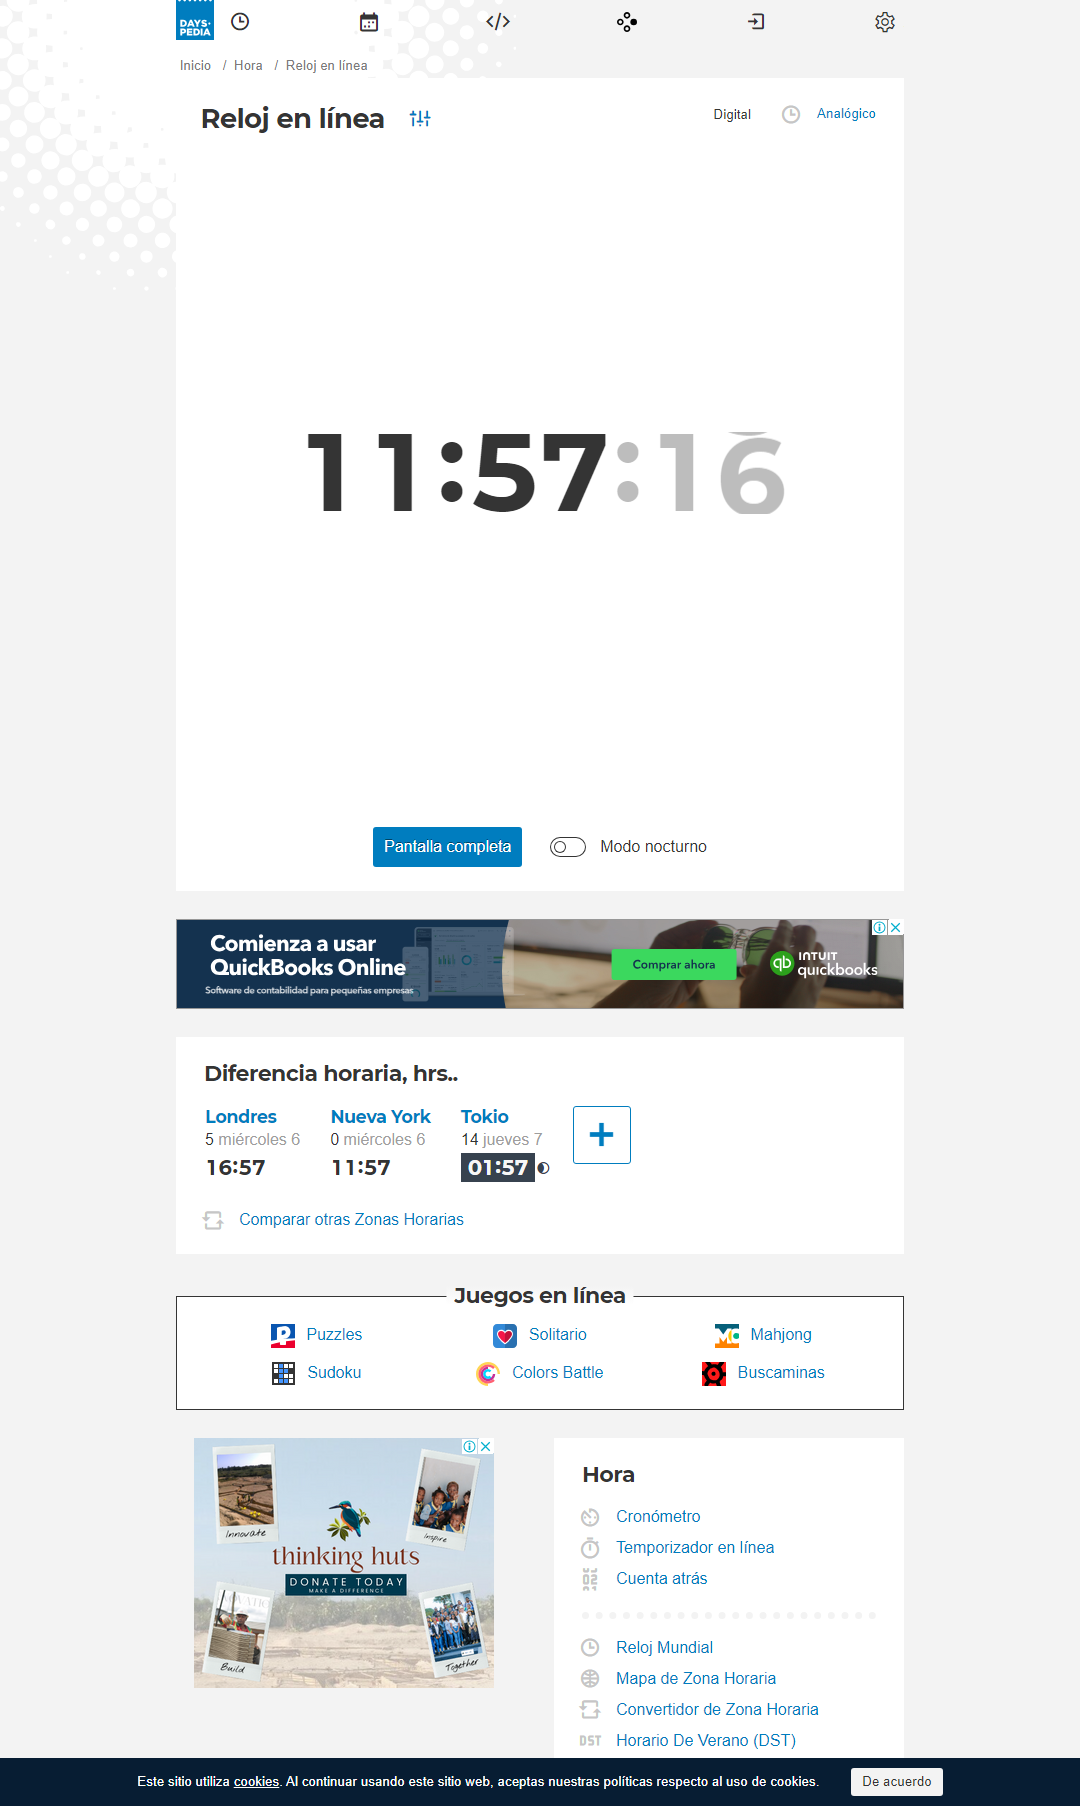 DAYS•
PEDIA
Inicio / Hora / Reloj en línea
Reloj en línea
Digital
Analógico
11:57:16
Pantalla completa
Modo nocturno
Comienza a usar
QuickBooks Online
Software de contabilidad para pequeñas empresas
Comprar ahora
qb INTUIT
quickbooks
Diferencia horaria, hrs..
Londres
5 miércoles 6
16:57
Nueva York
0 miércoles 6
11:57
Tokio
14 jueves 7
01:57
Comparar otras Zonas Horarias
Juegos en línea
Puzzles
Solitario
Mahjong
Sudoku
Colors Battle
Buscaminas
Innovate
Inspire
thinking huts
DONATE TODAY
MAKE A DIFFERENCE
Build
Together
Hora
Cronómetro
Temporizador en línea
Cuenta atrás
Reloj Mundial
Mapa de Zona Horaria
Convertidor de Zona Horaria
DST Horario De Verano (DST)
Este sitio utiliza cookies. Al continuar usando este sitio web, aceptas nuestras políticas respecto al uso de cookies.
De acuerdo